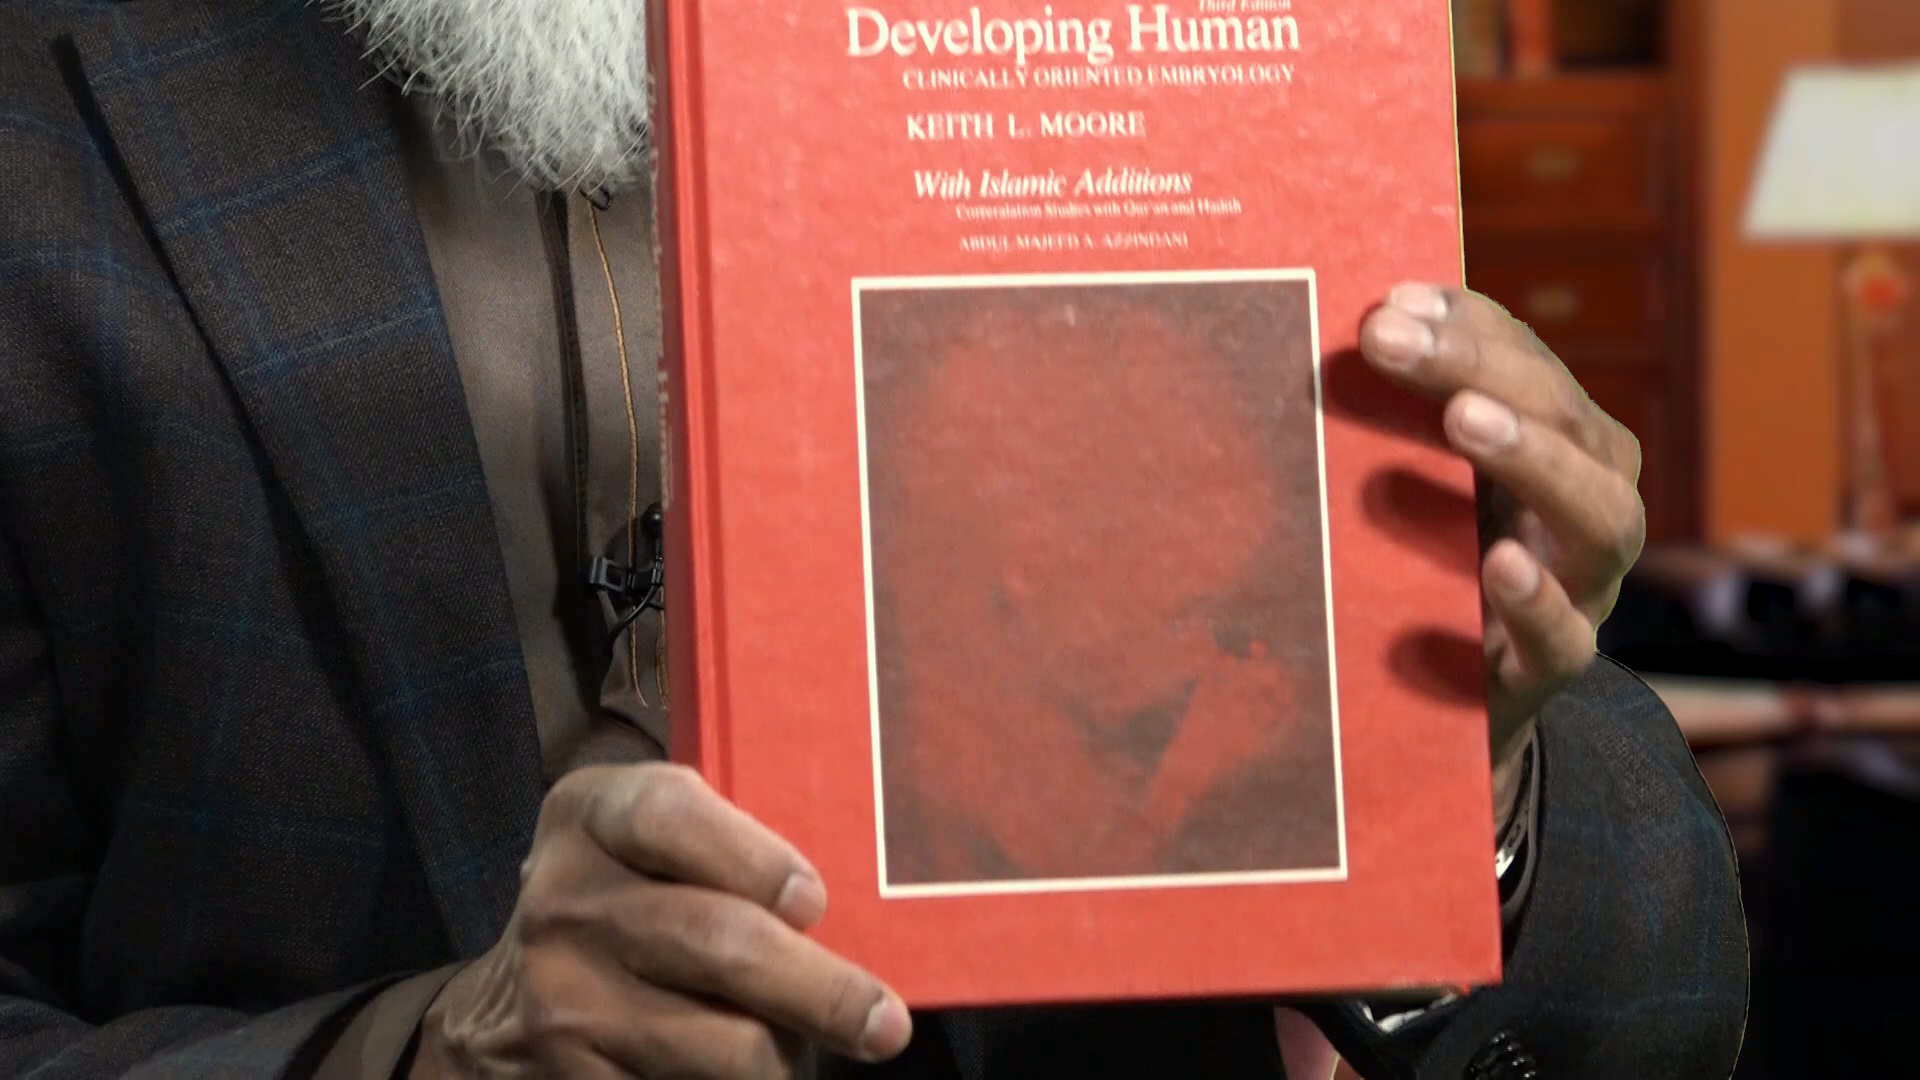 Third Edition
Developing Human
CLINICALLY ORIENTED EMBRYOLOGY
KEITH L. MOORE
With Islamic Additions
Correralation Studies with Qur'an and Hadith
ABDUL-MAJEED A. AZZINDANI